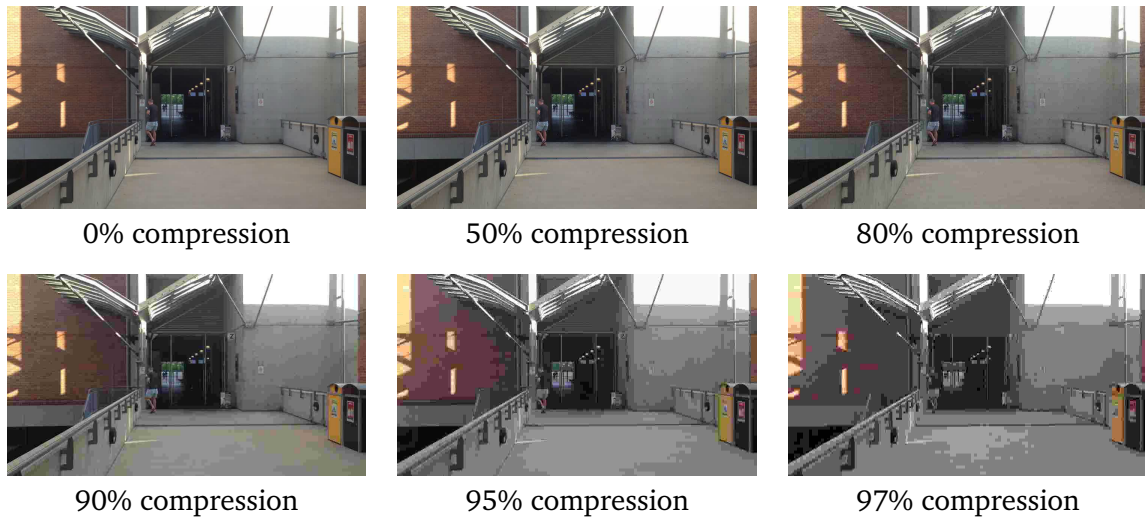 0% compression
50% compression
80% compression
90% compression
95% compression
97% compression